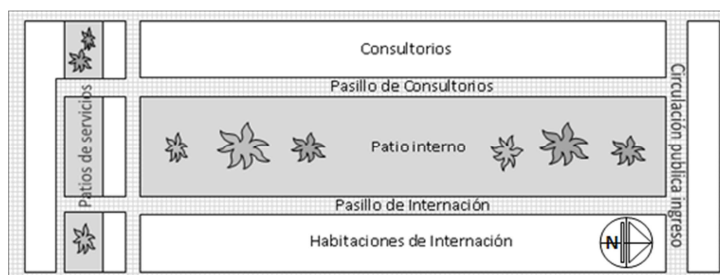 Consultorios
Pasillo de Consultorios
Patios de servicios
Patio interno
Circulación publica ingreso
Pasillo de Internación
Habitaciones de Internación
N